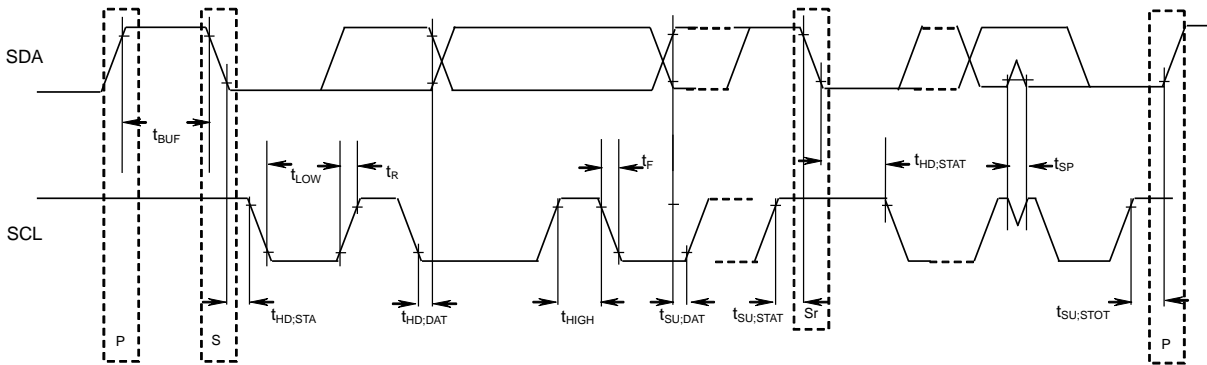 SDA
tBUF
tLOW
tR
tF
tHD;STAT
tSP
SCL
tHD;STA
tHD;DAT
tHIGH
tSU;DAT
tSU;STAT
Sr
tSU;STOT
P
S
P